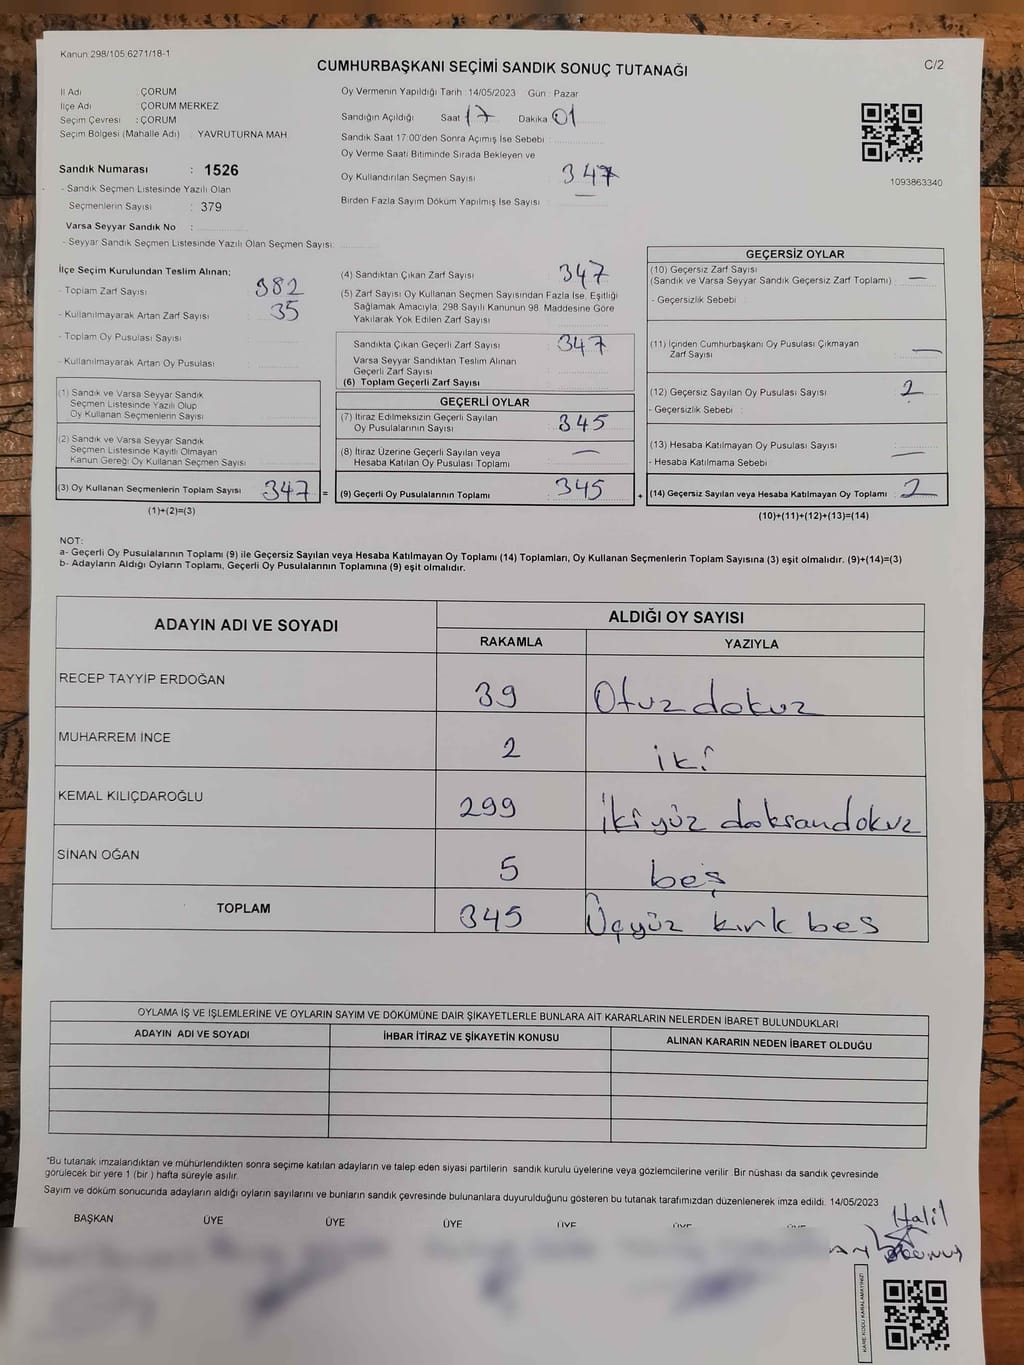 Kanun:298/105;6271/18-1
CUMHURBAŞKANI SEÇİMİ SANDIK SONUÇ TUTANAĞI
C/2
İl Adı : ÇORUM
İlçe Adı : ÇORUM MERKEZ
Seçim Çevresi : ÇORUM
Seçim Bölgesi (Mahalle Adı) : YAVRUTURNA MAH.
Sandık Numarası : 1526
- Sandık Seçmen Listesinde Yazılı Olan
Seçmenlerin Sayısı : 379
Varsa Seyyar Sandık No :
- Seyyar Sandık Seçmen Listesinde Yazılı Olan Seçmen Sayısı:
Oy Vermenin Yapıldığı Tarih : 14/05/2023 Gün : Pazar
Sandığın Açıldığı Saat 17 Dakika 01
Sandık Saat 17:00'den Sonra Açımış İse Sebebi :
Oy Verme Saati Bitiminde Sırada Bekleyen ve
Oy Kullandırılan Seçmen Sayısı : 347
Birden Fazla Sayım Döküm Yapılmış İse Sayısı :
1093863340
İlçe Seçim Kurulundan Teslim Alınan;
- Toplam Zarf Sayısı : 382
- Kullanılmayarak Artan Zarf Sayısı : 35
- Toplam Oy Pusulası Sayısı :
- Kullanılmayarak Artan Oy Pusulası :
(1) Sandık ve Varsa Seyyar Sandık
Seçmen Listesinde Yazılı Olup
Oy Kullanan Seçmenlerin Sayısı :
(2) Sandık ve Varsa Seyyar Sandık
Seçmen Listesinde Kayıtlı Olmayan
Kanun Gereği Oy Kullanan Seçmen Sayısı :
(3) Oy Kullanan Seçmenlerin Toplam Sayısı : 347 =
(1)+(2)=(3)
(4) Sandıktan Çıkan Zarf Sayısı : 347
(5) Zarf Sayısı Oy Kullanan Seçmen Sayısından Fazla İse, Eşitliği
Sağlamak Amacıyla, 298 Sayılı Kanunun 98. Maddesine Göre
Yakılarak Yok Edilen Zarf Sayısı :
Sandıkta Çıkan Geçerli Zarf Sayısı : 347
Varsa Seyyar Sandıktan Teslim Alınan
Geçerli Zarf Sayısı :
(6) Toplam Geçerli Zarf Sayısı :
GEÇERLİ OYLAR
(7) İtiraz Edilmeksizin Geçerli Sayılan
Oy Pusulalarının Sayısı : 345
(8) İtiraz Üzerine Geçerli Sayılan veya
Hesaba Katılan Oy Pusulası Toplamı : —
(9) Geçerli Oy Pusulalarının Toplamı : 345 +
GEÇERSİZ OYLAR
(10) Geçersiz Zarf Sayısı
(Sandık ve Varsa Seyyar Sandık Geçersiz Zarf Toplamı) : —
- Geçersizlik Sebebi :
(11) İçinden Cumhurbaşkanı Oy Pusulası Çıkmayan
Zarf Sayısı : —
(12) Geçersiz Sayılan Oy Pusulası Sayısı : 2
- Geçersizlik Sebebi :
(13) Hesaba Katılmayan Oy Pusulası Sayısı : —
- Hesaba Katılmama Sebebi :
(14) Geçersiz Sayılan veya Hesaba Katılmayan Oy Toplamı : 2
(10)+(11)+(12)+(13)=(14)
NOT:
a- Geçerli Oy Pusulalarının Toplamı (9) ile Geçersiz Sayılan veya Hesaba Katılmayan Oy Toplamı (14) Toplamları, Oy Kullanan Seçmenlerin Toplam Sayısına (3) eşit olmalıdır. (9)+(14)=(3)
b- Adayların Aldığı Oyların Toplamı, Geçerli Oy Pusulalarının Toplamına (9) eşit olmalıdır.
ADAYIN ADI VE SOYADI ALDIĞI OY SAYISI
RAKAMLA YAZIYLA
RECEP TAYYİP ERDOĞAN 39 Otuzdokuz
MUHARREM İNCE 2 iki
KEMAL KILIÇDAROĞLU 299 İkiyüz doksandokuz
SİNAN OĞAN 5 beş
TOPLAM 345 Üçyüz kırk bes
OYLAMA İŞ VE İŞLEMLERİNE VE OYLARIN SAYIM VE DÖKÜMÜNE DAİR ŞİKAYETLERLE BUNLARA AİT KARARLARIN NELERDEN İBARET BULUNDUKLARI
ADAYIN ADI VE SOYADI İHBAR İTİRAZ VE ŞİKAYETİN KONUSU ALINAN KARARIN NEDEN İBARET OLDUĞU
*Bu tutanak imzalandıktan ve mühürlendikten sonra seçime katılan adayların ve talep eden siyasi partilerin sandık kurulu üyelerine veya gözlemcilerine verilir. Bir nüshası da sandık çevresinde
görülecek bir yere 1 (bir ) hafta süreyle asılır.
Sayım ve döküm sonucunda adayların aldığı oyların sayılarını ve bunların sandık çevresinde bulunanlara duyurulduğunu gösteren bu tutanak tarafımızdan düzenlenerek imza edildi. 14/05/2023
BAŞKAN ÜYE ÜYE ÜYE ÜYE ÜYE ÜYE
Halil
KARE KODU KARALAMAYINIZ!